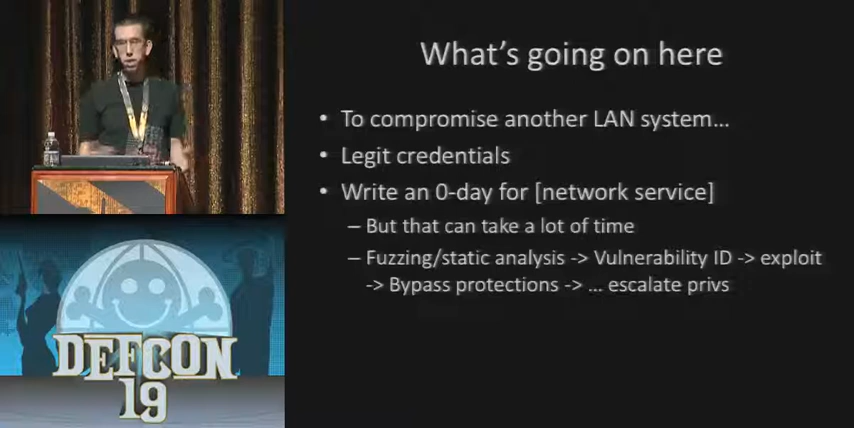 What's going on here
• To compromise another LAN system…
• Legit credentials
• Write an 0-day for [network service]
– But that can take a lot of time
– Fuzzing/static analysis -> Vulnerability ID -> exploit
-> Bypass protections -> … escalate privs
DEFCON
19